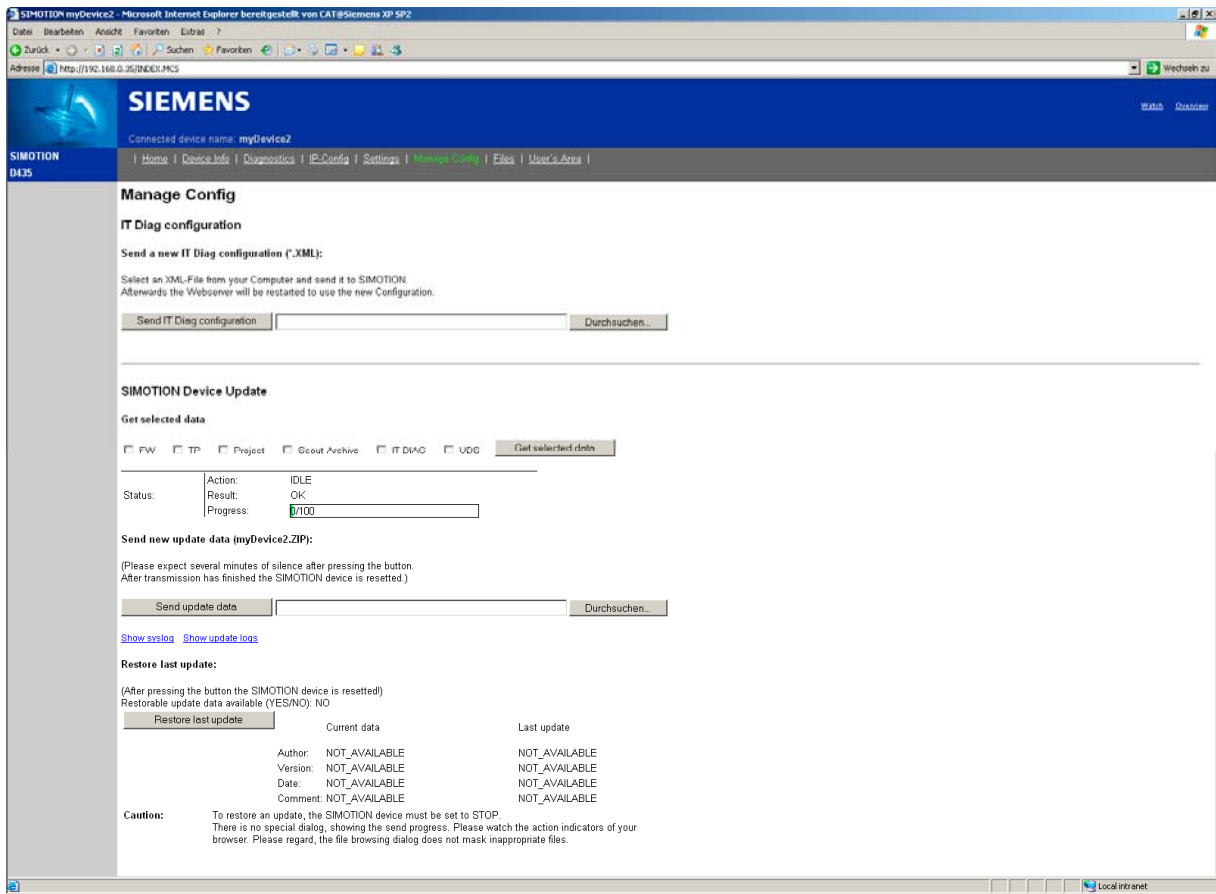 SIMOTION myDevice2 - Microsoft Internet Explorer bereitgestellt von CAT@Siemens XP SP2
Datei Bearbeiten Ansicht Favoriten Extras ?
Zurück Suchen Favoriten
Adresse http://192.168.0.35/INDEX.MCS Wechseln zu
SIEMENS
Watch Overview
Connected device name: myDevice2
SIMOTION
D435
| Home | Device Info | Diagnostics | IP-Config | Settings | Manage Config | Files | User's Area |
Manage Config
IT Diag configuration
Send a new IT Diag configuration (*.XML):
Select an XML-File from your Computer and send it to SIMOTION.
Afterwards the Webserver will be restarted to use the new Configuration.
Send IT Diag configuration Durchsuchen...
SIMOTION Device Update
Get selected data
FW TP Project Scout Archive IT DIAG UDS Get selected data
Status:
Action: IDLE
Result: OK
Progress: 0/100
Send new update data (myDevice2.ZIP):
(Please expect several minutes of silence after pressing the button.
After transmission has finished the SIMOTION device is resetted.)
Send update data Durchsuchen...
Show syslog Show update logs
Restore last update:
(After pressing the button the SIMOTION device is resetted!)
Restorable update data available (YES/NO): NO
Restore last update
Current data Last update
Author: NOT_AVAILABLE NOT_AVAILABLE
Version: NOT_AVAILABLE NOT_AVAILABLE
Date: NOT_AVAILABLE NOT_AVAILABLE
Comment: NOT_AVAILABLE NOT_AVAILABLE
Caution: To restore an update, the SIMOTION device must be set to STOP.
There is no special dialog, showing the send progress. Please watch the action indicators of your
browser. Please regard, the file browsing dialog does not mask inappropriate files.
Local intranet